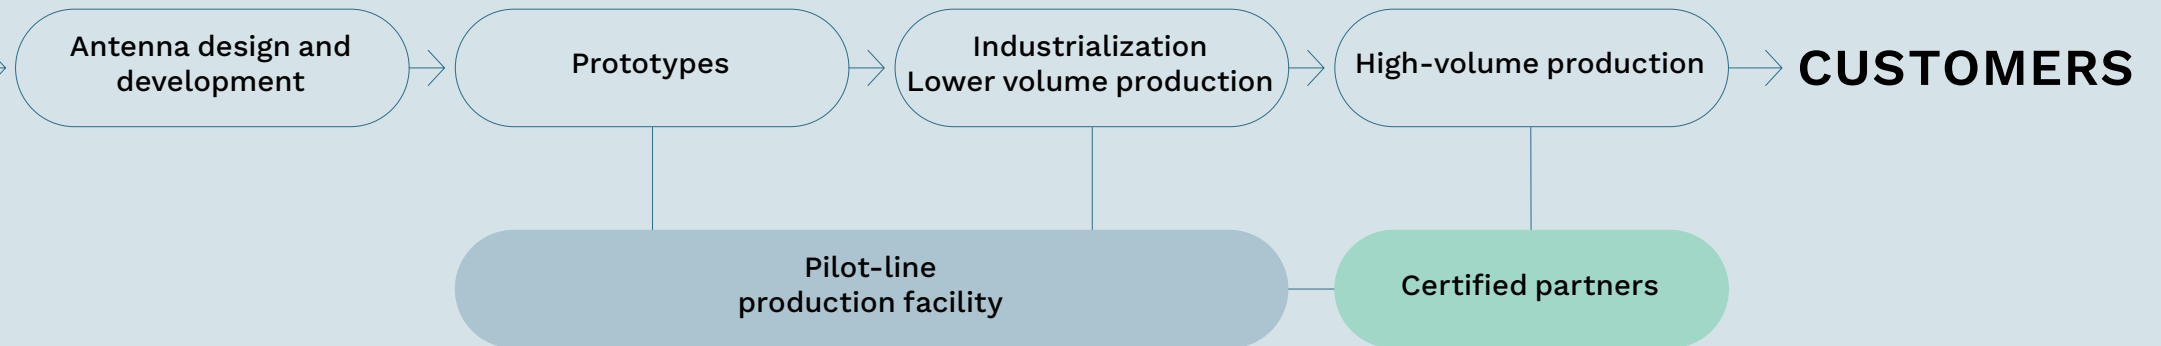 Antenna design and
development
Prototypes
Industrialization
Lower volume production
High-volume production
CUSTOMERS
Pilot-line
production facility
Certified partners